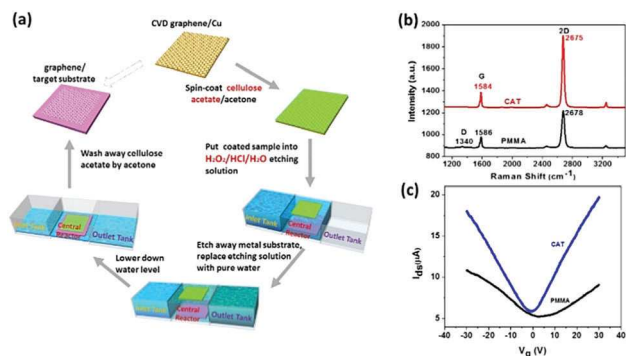 (a)
CVD graphene/Cu
graphene/
target substrate
Spin-coat cellulose
acetate/acetone
Put coated sample into
H₂O₂/HCl/H₂O etching
solution
Wash away cellulose
acetate by acetone
Inlet Tank
Central
Reactor
Outlet Tank
Inlet Tank
Central
Reactor
Outlet Tank
Etch away metal substrate,
replace etching solution
with pure water
Lower down
water level
Inlet Tank
Central
Reactor
Outlet Tank
(b)
Intensity (a.u.)
2000
1800
1600
1400
1200
1000
800
2D
2675
G
1584
CAT
2678
D
1340
1586
PMMA
1200 1600 2000 2400 2800 3200
Raman Shift (cm⁻¹)
(c)
Ids(μA)
20
15
10
5
CAT
PMMA
-40 -30 -20 -10 0 10 20 30 40
Vg (V)